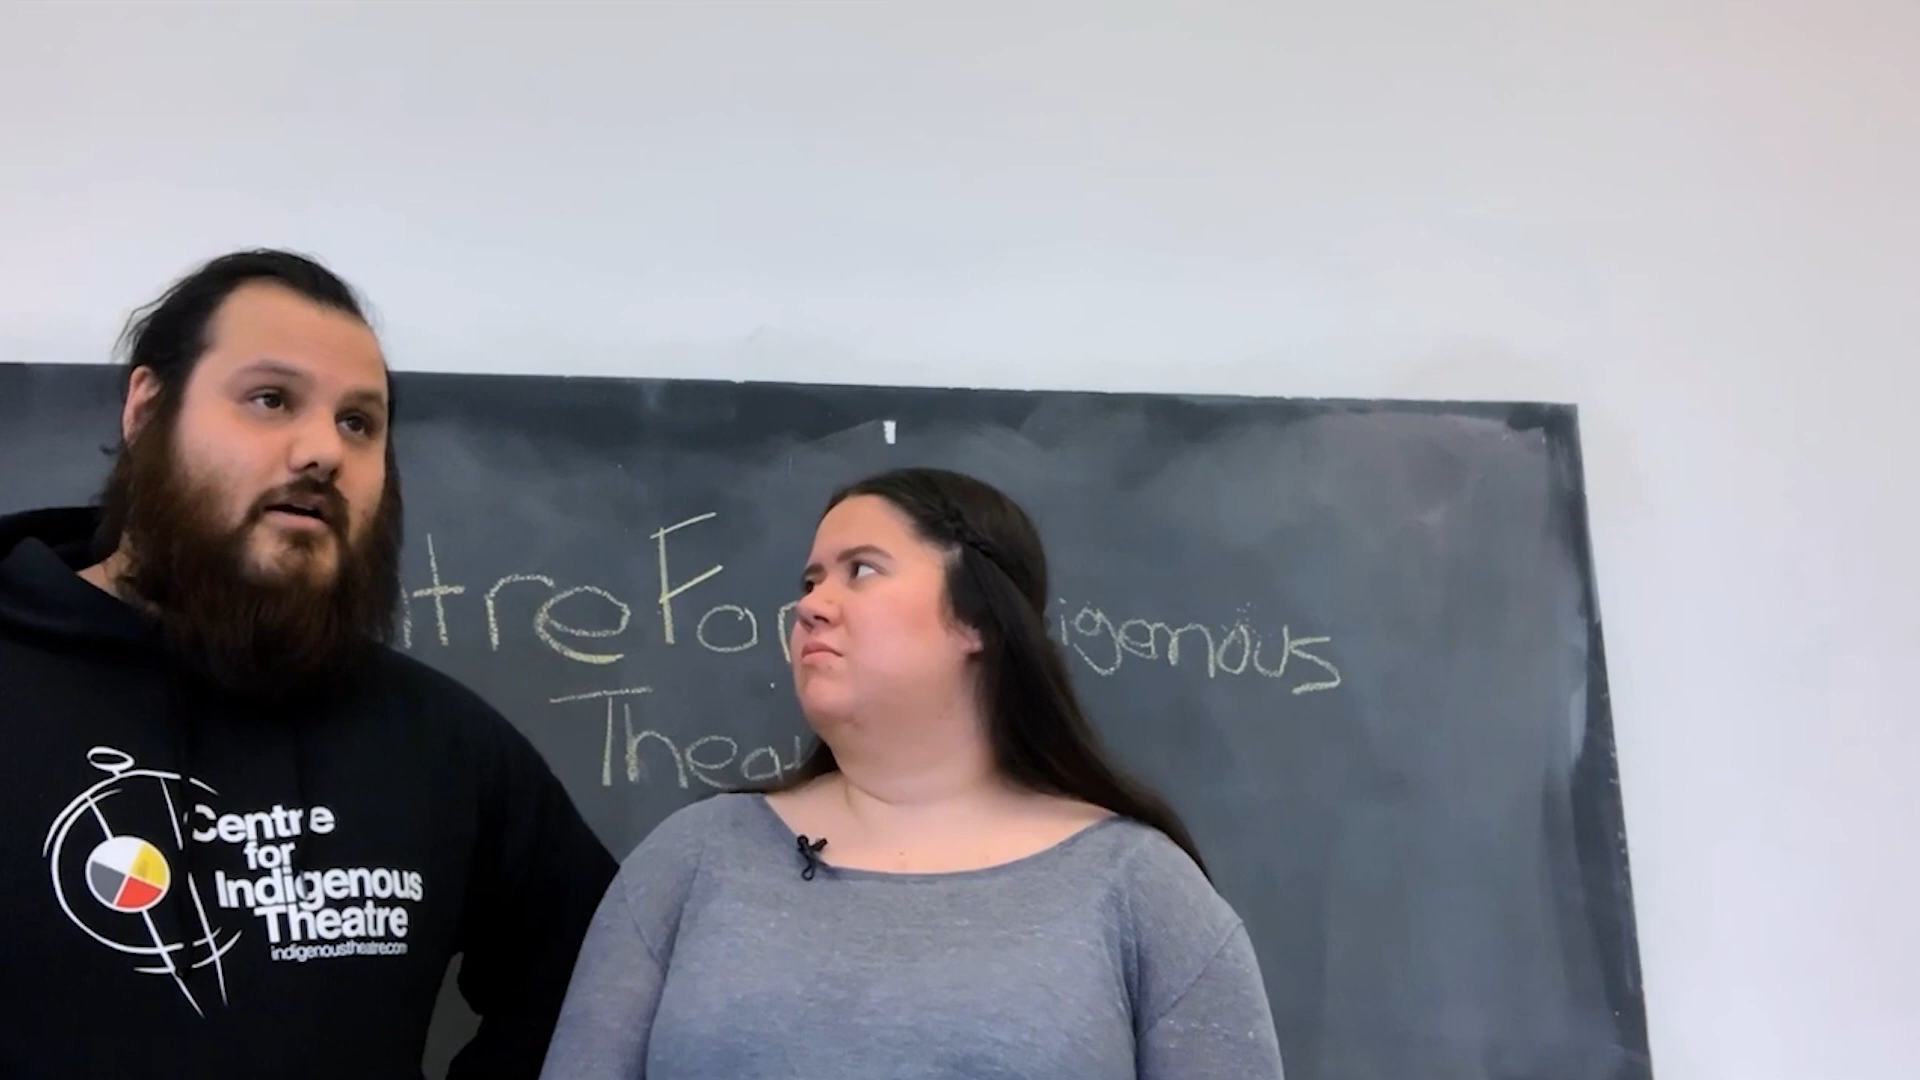 tre For igenous
Thea
Centre
for
Indigenous
Theatre
indigenoustheatre.com